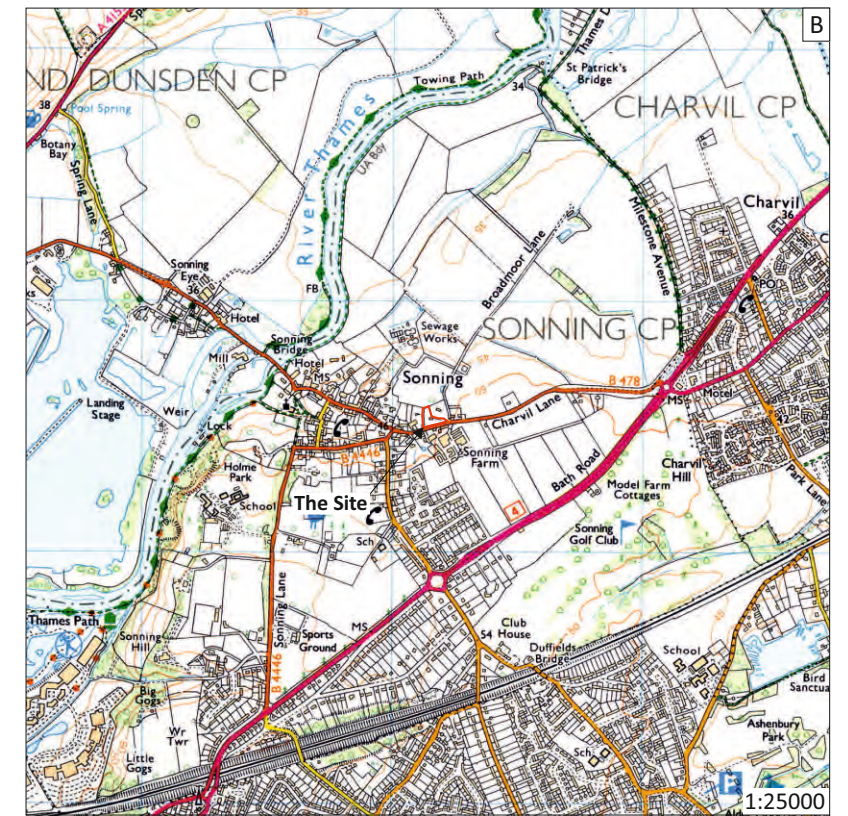 B
A 4155
ND, DUNSDEN CP
38
Pool Spring
Botany
Bay
Spring Lane
Towing Path
34
Thames D
St Patrick's
Bridge
CHARVIL CP
River Thames
UA Bdy
Milestone Avenue
Charvil
36
PO
Sonning
Eye
36
Hotel
FB
Broadmoor Lane
Sewage
Works
SONNING CP
45
Sonning
Bridge
Hotel
MS
Mill
Sonning
B 478
Charvil Lane
MS
Motel
Landing
Stage
Weir
Lock
B 4446
Sonning
Farm
Bath Road
Charvil
Hill
42
Park Lane
Holme
Park
School
The Site
4
Model Farm
Cottages
Sonning
Golf Club
Sch
Thames Path
Sonning
Hill
Sonning Lane
B 4446
Sports
Ground
MS
54
Club
House
Duffields
Bridge
School
Bird
Sanctua
Big
Gogs
Wr
Twr
Little
Gogs
Sch
Ashenbury
Park
1:25000